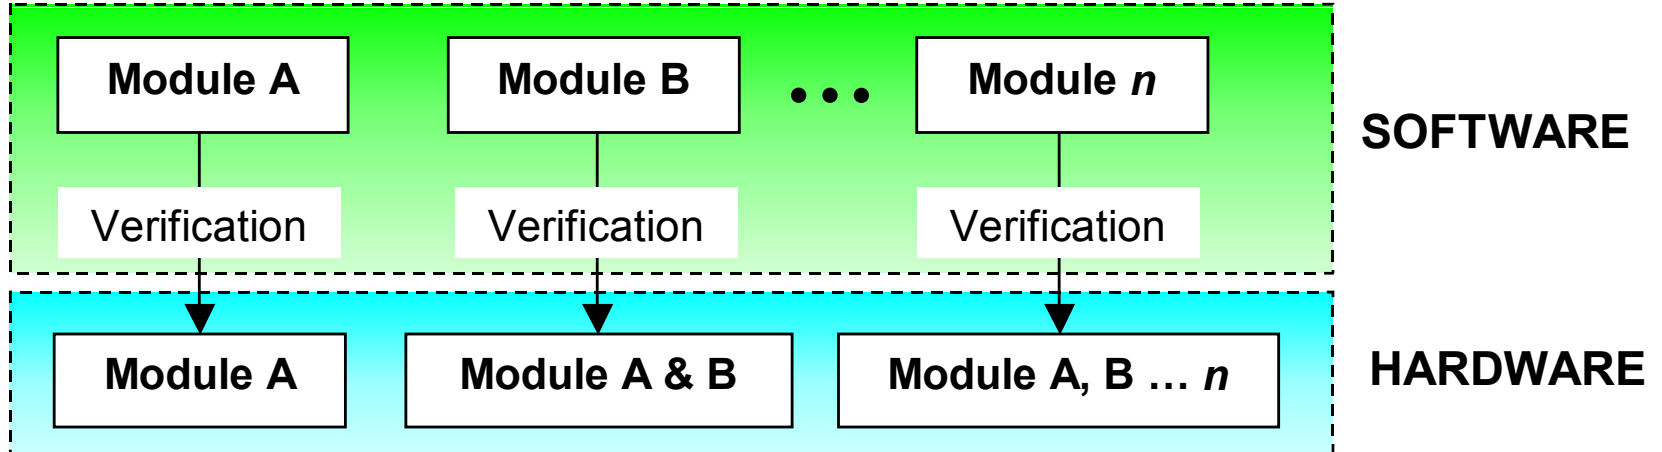 Module A
Module B
● ● ●
Module n
SOFTWARE
Verification
Verification
Verification
Module A
Module A & B
Module A, B … n
HARDWARE